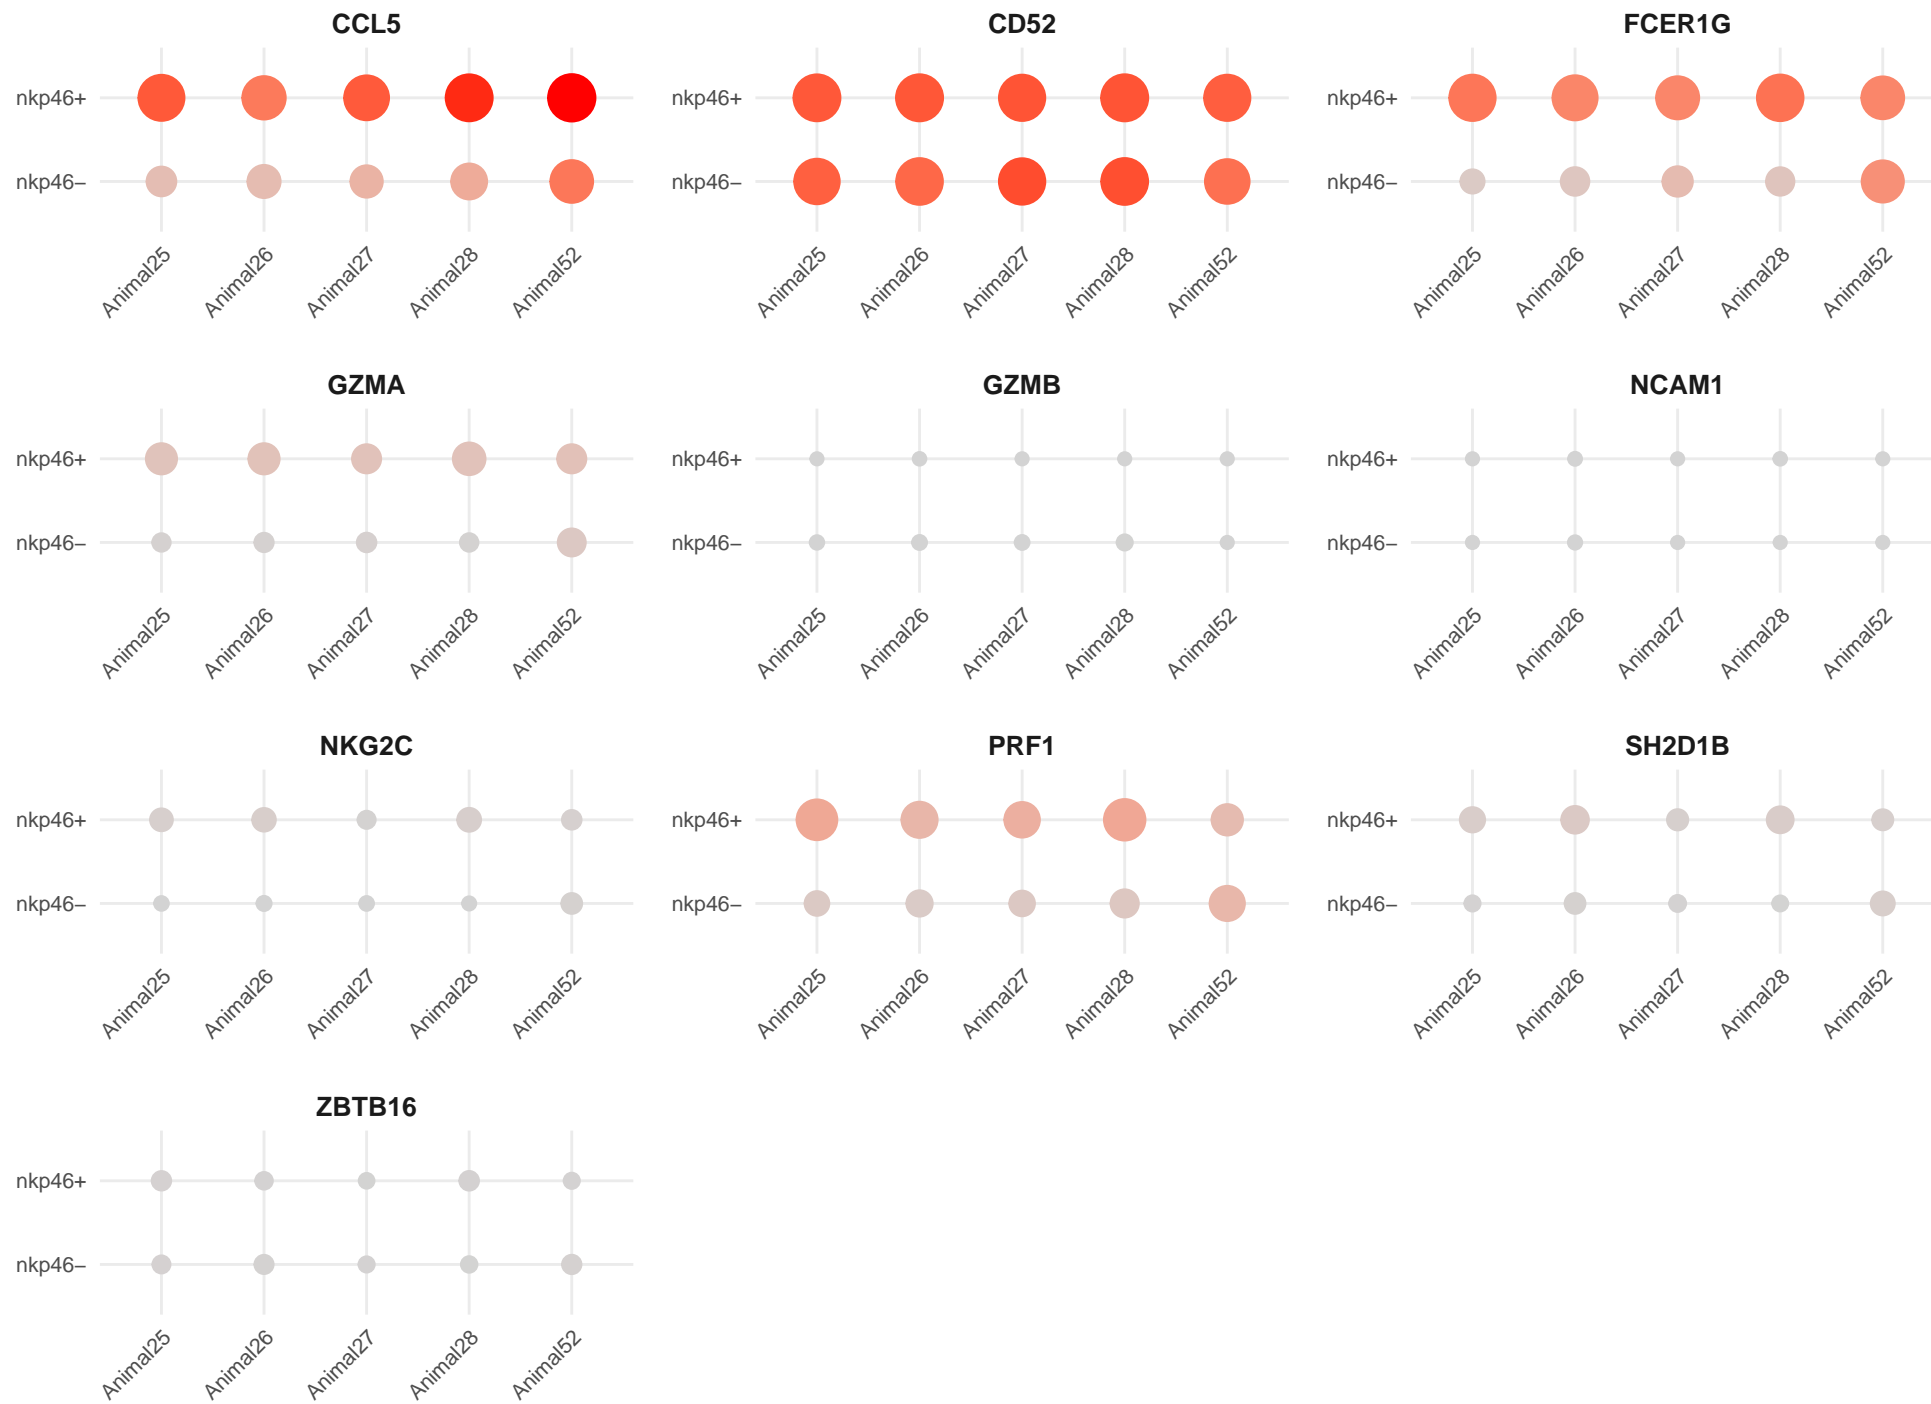 CCL5 CD52 FCER1G
nkp46+ nkp46+ nkp46+
nkp46– nkp46– nkp46–
Animal25 Animal26 Animal27 Animal28 Animal52 Animal25 Animal26 Animal27 Animal28 Animal52 Animal25 Animal26 Animal27 Animal28 Animal52
GZMA GZMB NCAM1
nkp46+ nkp46+ nkp46+
nkp46– nkp46– nkp46–
Animal25 Animal26 Animal27 Animal28 Animal52 Animal25 Animal26 Animal27 Animal28 Animal52 Animal25 Animal26 Animal27 Animal28 Animal52
NKG2C PRF1 SH2D1B
nkp46+ nkp46+ nkp46+
nkp46– nkp46– nkp46–
Animal25 Animal26 Animal27 Animal28 Animal52 Animal25 Animal26 Animal27 Animal28 Animal52 Animal25 Animal26 Animal27 Animal28 Animal52
ZBTB16
nkp46+
nkp46–
Animal25 Animal26 Animal27 Animal28 Animal52